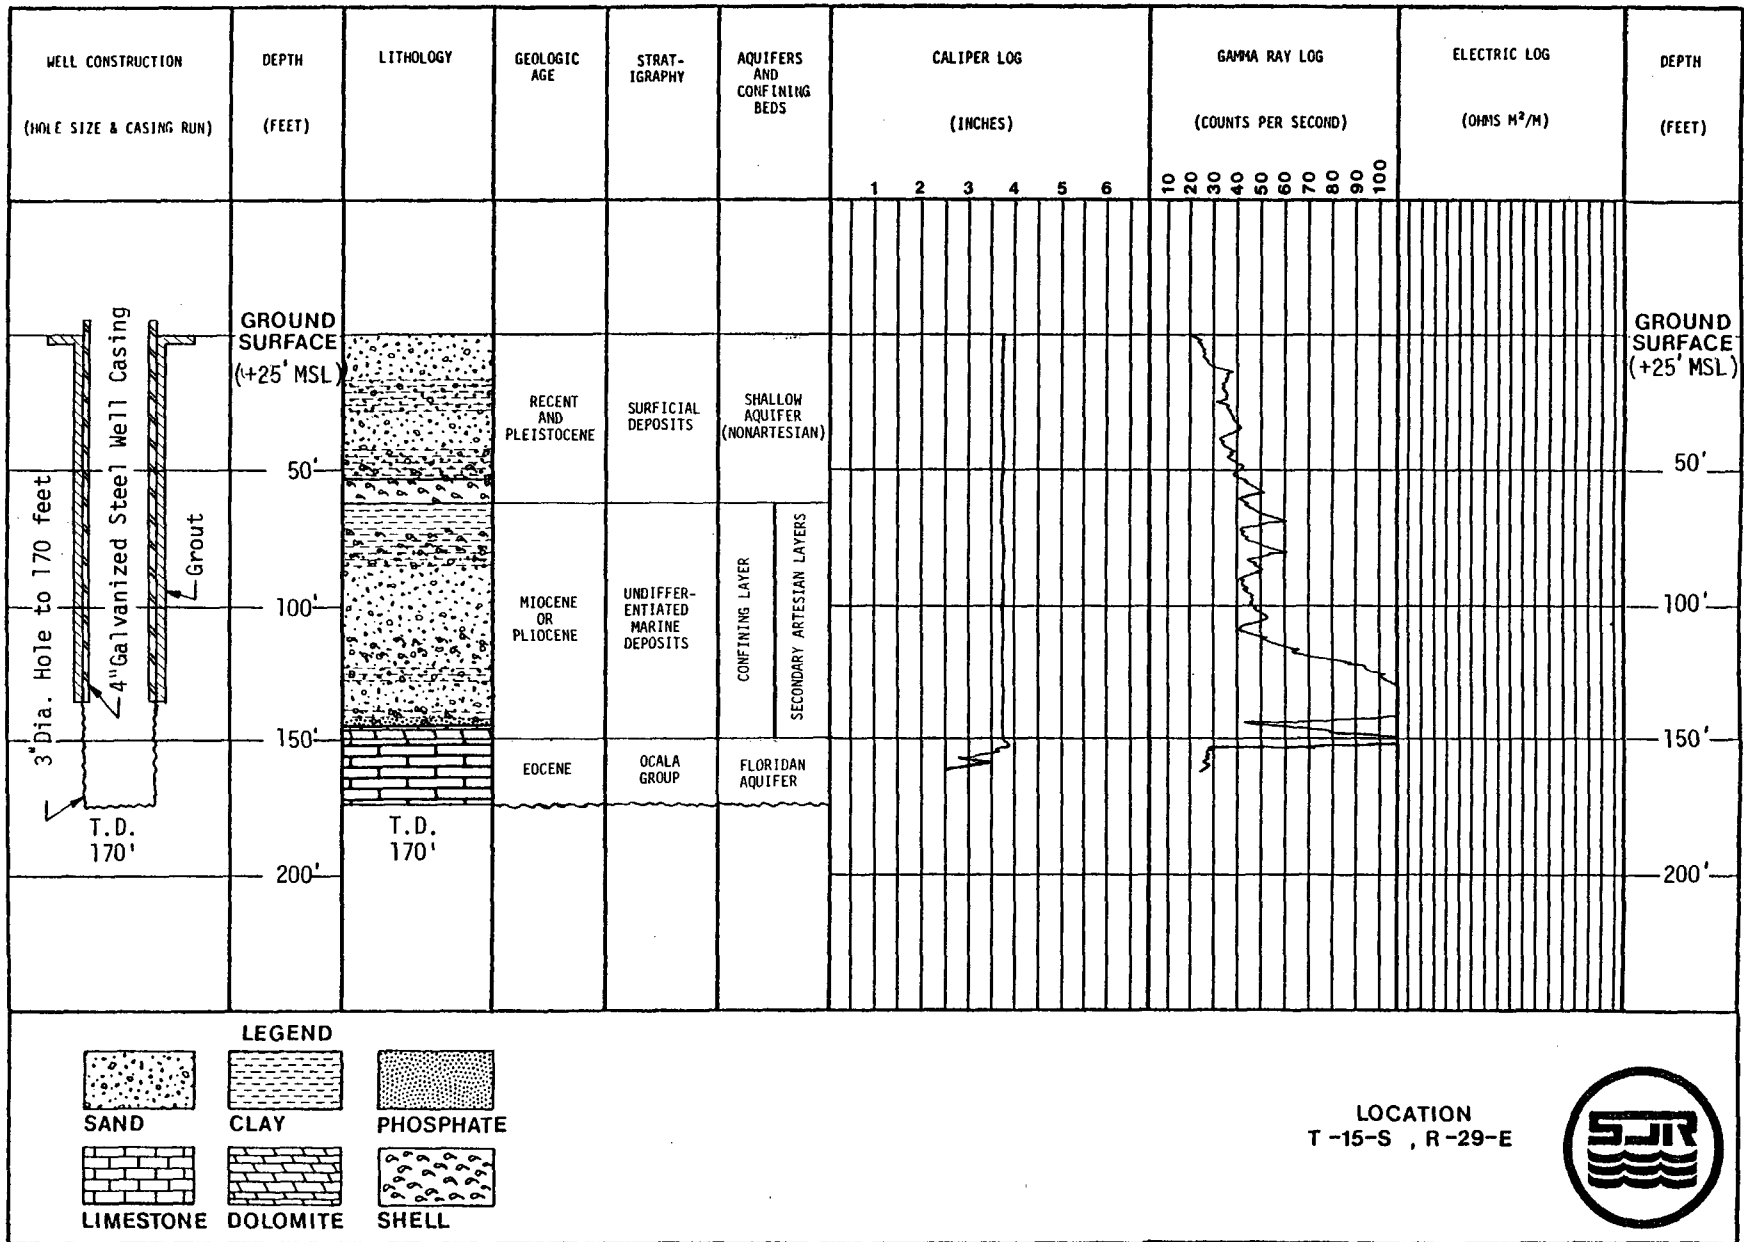 WELL CONSTRUCTION
(HOLE SIZE & CASING RUN)
DEPTH
(FEET)
LITHOLOGY
GEOLOGIC
AGE
STRAT-
IGRAPHY
AQUIFERS
AND
CONFINING
BEDS
CALIPER LOG
(INCHES)
1 2 3 4 5 6
GAMMA RAY LOG
(COUNTS PER SECOND)
10 20 30 40 50 60 70 80 90 100
ELECTRIC LOG
(OHMS M²/M)
DEPTH
(FEET)
3" Dia. Hole to 170 feet
4" Galvanized Steel Well Casing
Grout
T.D.
170'
GROUND
SURFACE
(+25' MSL)
50'
100'
150'
200'
T.D.
170'
RECENT
AND
PLEISTOCENE
SURFICIAL
DEPOSITS
SHALLOW
AQUIFER
(NONARTESIAN)
MIOCENE
OR
PLIOCENE
UNDIFFER-
ENTIATED
MARINE
DEPOSITS
CONFINING LAYER
SECONDARY ARTESIAN LAYERS
EOCENE
OCALA
GROUP
FLORIDAN
AQUIFER
GROUND
SURFACE
(+25' MSL)
50'
100'
150'
200'
LEGEND
SAND
CLAY
PHOSPHATE
LIMESTONE
DOLOMITE
SHELL
LOCATION
T-15-S , R-29-E
SJR